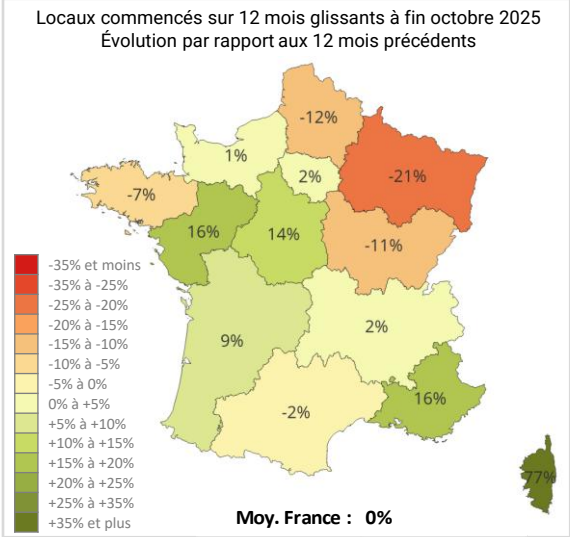 Locaux commencés sur 12 mois glissants à fin octobre 2025
Évolution par rapport aux 12 mois précédents
-12%
1%
2%
-21%
-7%
16%
14%
-11%
9%
2%
16%
-2%
77%
-35% et moins
-35% à -25%
-25% à -20%
-20% à -15%
-15% à -10%
-10% à -5%
-5% à 0%
0% à +5%
+5% à +10%
+10% à +15%
+15% à +20%
+20% à +25%
+25% à +35%
+35% et plus
Moy. France : 0%